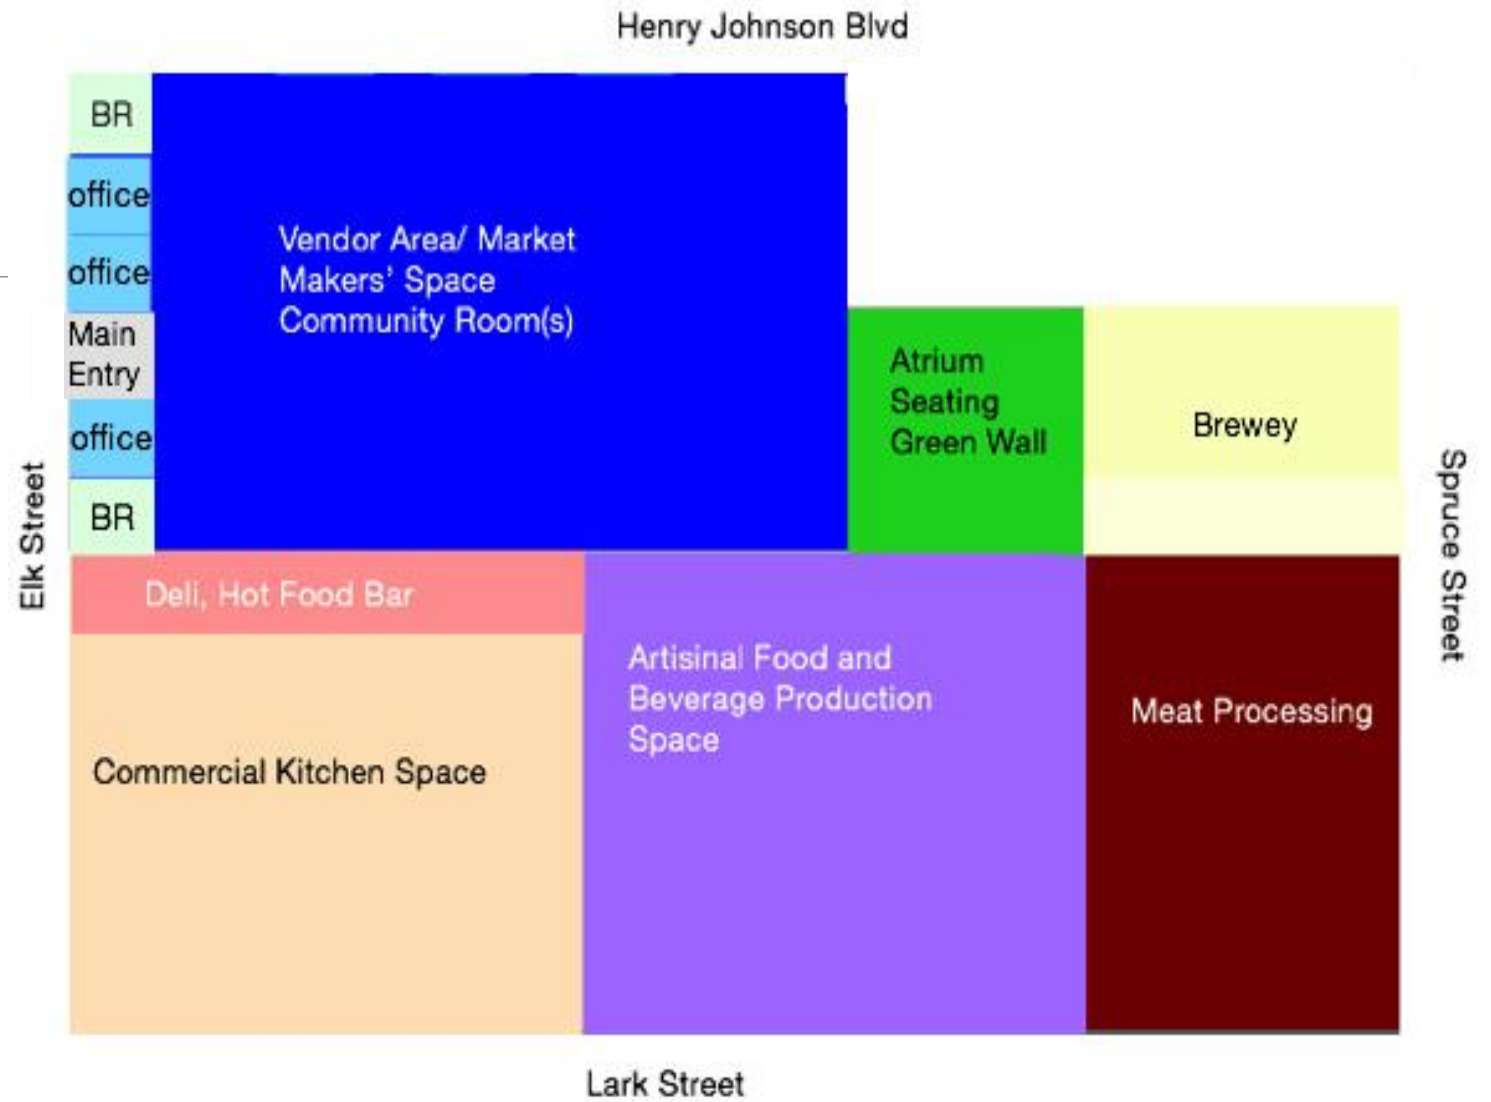 Henry Johnson Blvd
BR
office
office
Main
Entry
office
BR
Vendor Area/ Market
Makers' Space
Community Room(s)
Atrium
Seating
Green Wall
Brewey
Elk Street
Spruce Street
Deli, Hot Food Bar
Commercial Kitchen Space
Artisinal Food and
Beverage Production
Space
Meat Processing
Lark Street